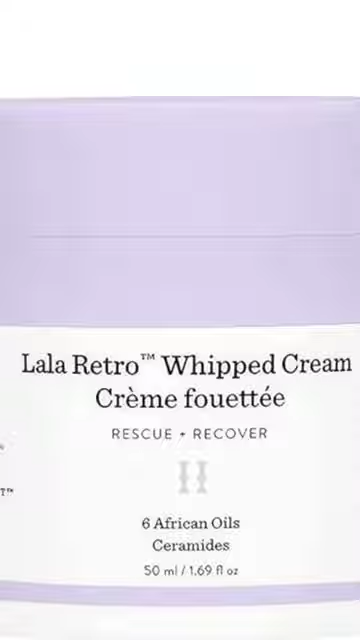 Lala Retro™ Whipped Cream
Crème fouettée
RESCUE + RECOVER
6 African Oils
Ceramides
50 ml / 1.69 fl oz